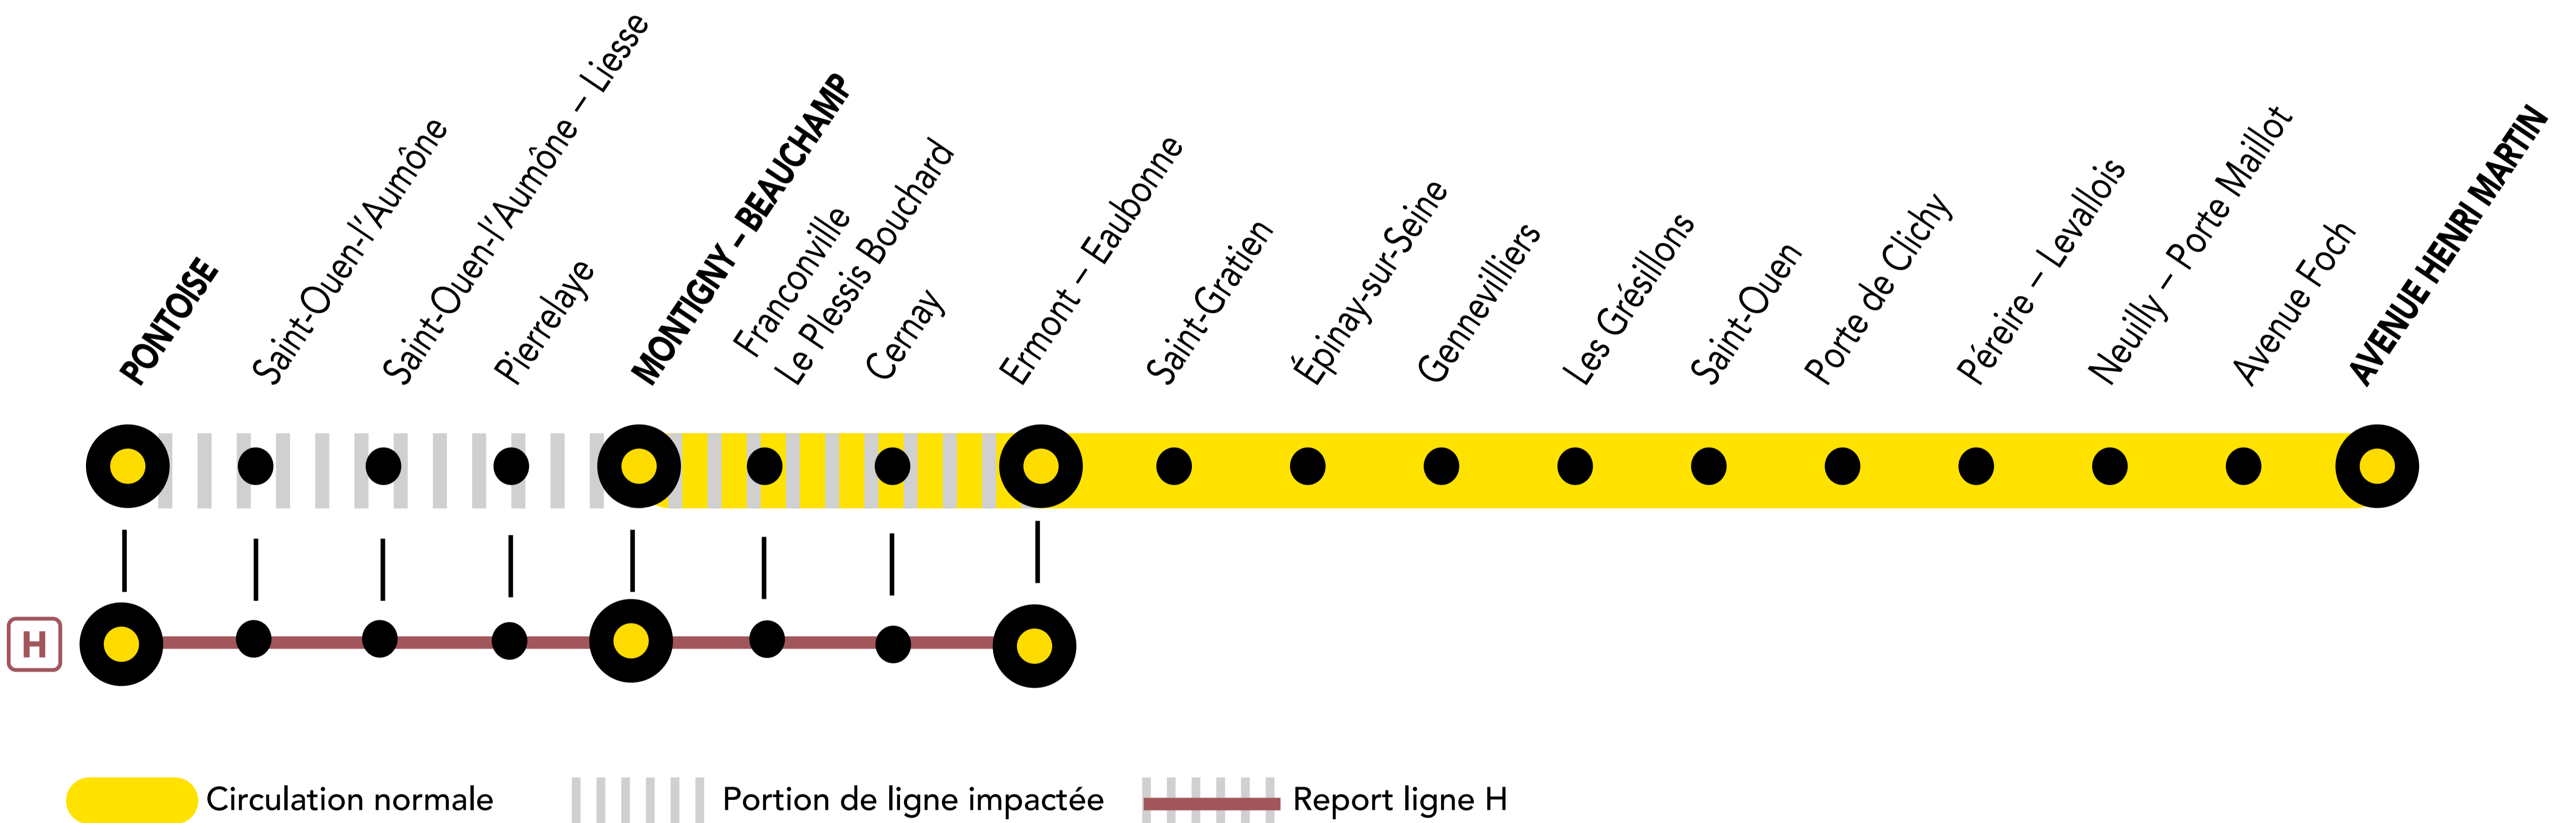 PONTOISE
Saint-Ouen-l'Aumône
Saint-Ouen-l'Aumône – Liesse
Pierrelaye
MONTIGNY – BEAUCHAMP
Franconville
Le Plessis Bouchard
Cernay
Ermont – Eaubonne
Saint-Gratien
Épinay-sur-Seine
Gennevilliers
Les Grésillons
Saint-Ouen
Porte de Clichy
Péreire – Levallois
Neuilly – Porte Maillot
Avenue Foch
AVENUE HENRI MARTIN
H
Circulation normale
Portion de ligne impactée
Report ligne H